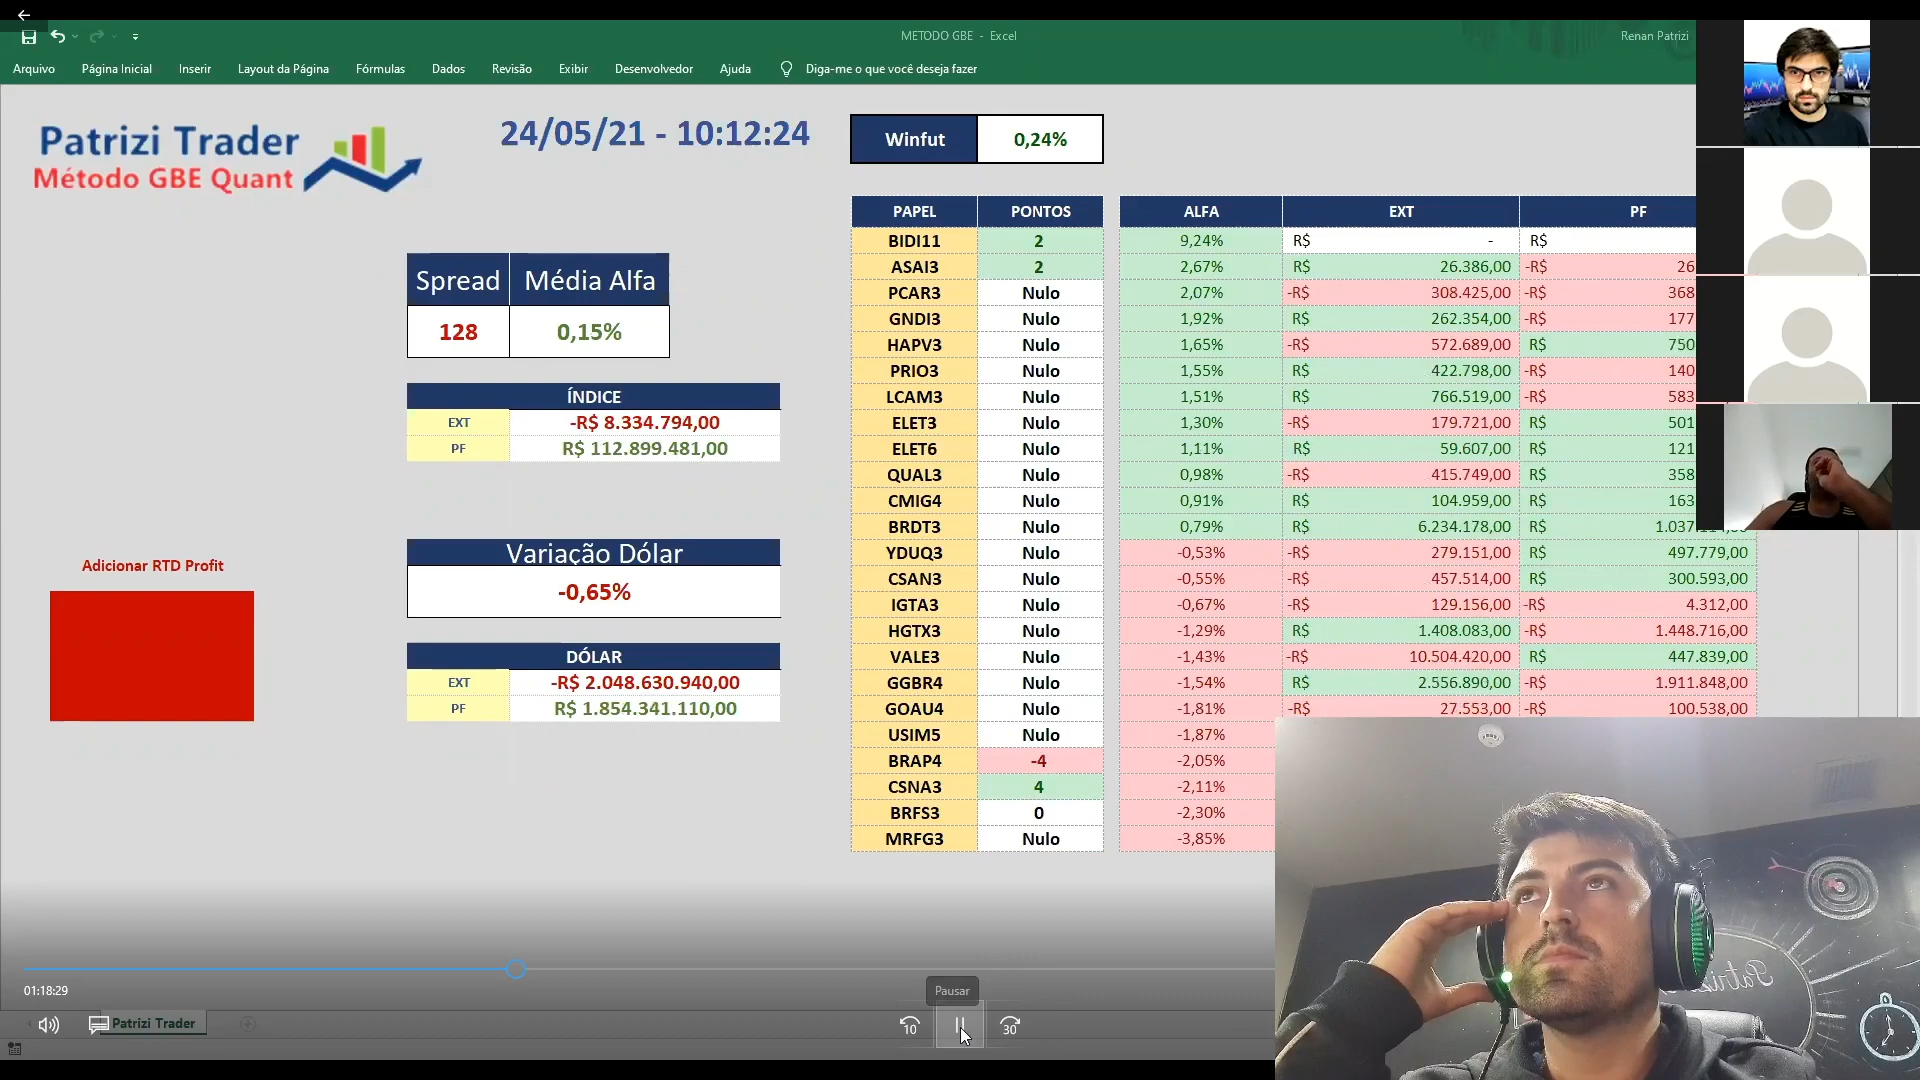 METODO GBE - Excel
Renan Patrizi
Arquivo Página Inicial Inserir Layout da Página Fórmulas Dados Revisão Exibir Desenvolvedor Ajuda Diga-me o que você deseja fazer
Patrizi Trader
Método GBE Quant
24/05/21 - 10:12:24
Winfut 0,24%
Spread Média Alfa
128 0,15%
ÍNDICE
EXT -R$ 8.334.794,00
PF R$ 112.899.481,00
Variação Dólar
-0,65%
DÓLAR
EXT -R$ 2.048.630.940,00
PF R$ 1.854.341.110,00
Adicionar RTD Profit
PAPEL PONTOS ALFA EXT PF
BIDI11 2 9,24% R$ - R$
ASAI3 2 2,67% R$ 26.386,00 -R$ 26
PCAR3 Nulo 2,07% -R$ 308.425,00 -R$ 368
GNDI3 Nulo 1,92% R$ 262.354,00 -R$ 177
HAPV3 Nulo 1,65% -R$ 572.689,00 R$ 750
PRIO3 Nulo 1,55% R$ 422.798,00 -R$ 140
LCAM3 Nulo 1,51% R$ 766.519,00 -R$ 583
ELET3 Nulo 1,30% -R$ 179.721,00 R$ 501
ELET6 Nulo 1,11% R$ 59.607,00 R$ 121
QUAL3 Nulo 0,98% -R$ 415.749,00 R$ 358
CMIG4 Nulo 0,91% R$ 104.959,00 R$ 163
BRDT3 Nulo 0,79% R$ 6.234.178,00 R$
YDUQ3 Nulo -0,53% -R$ 279.151,00 R$ 497.779,00
CSAN3 Nulo -0,55% -R$ 457.514,00 R$ 300.593,00
IGTA3 Nulo -0,67% -R$ 129.156,00 -R$ 4.312,00
HGTX3 Nulo -1,29% R$ 1.408.083,00 -R$ 1.448.716,00
VALE3 Nulo -1,43% -R$ 10.504.420,00 R$ 447.839,00
GGBR4 Nulo -1,54% R$ 2.556.890,00 -R$ 1.911.848,00
GOAU4 Nulo -1,81% -R$ 27.553,00 -R$ 100.538,00
USIM5 Nulo -1,87%
BRAP4 -4 -2,05%
CSNA3 4 -2,11%
BRFS3 0 -2,30%
MRFG3 Nulo -3,85%
01:18:29
Pausar
Patrizi Trader
10 30